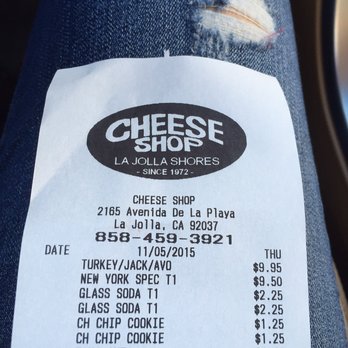 CHEESE
SHOP
LA JOLLA SHORES
- SINCE 1972 -
CHEESE SHOP
2165 Avenida De La Playa
La Jolla, CA 92037
858-459-3921
DATE 11/05/2015 THU
TURKEY/JACK/AVO $9.95
NEW YORK SPEC T1 $9.50
GLASS SODA T1 $2.25
GLASS SODA T1 $2.25
CH CHIP COOKIE $1.25
CH CHIP COOKIE $1.25